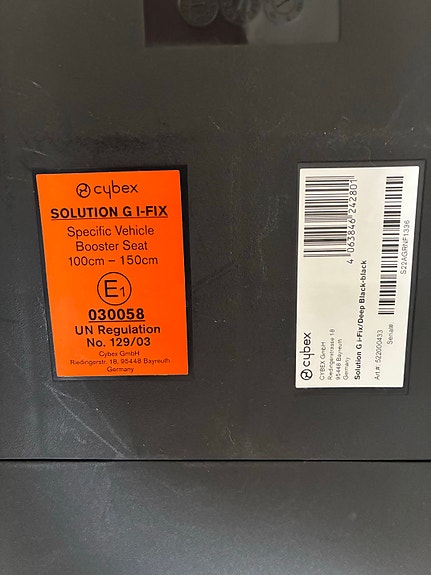 cybex
SOLUTION G I-FIX
Specific Vehicle
Booster Seat
100cm – 150cm
E1
030058
UN Regulation
No. 129/03
Cybex GmbH
Riedingerstr. 18, 95448 Bayreuth
Germany
cybex
CYBEX GmbH
Riedingerstrasse 18
95448 Bayreuth
Germany
Solution G i-Fix/Deep Black-black
Art.#: 522000433
4 063846 242801
Serial#:
S22AGRNF1336